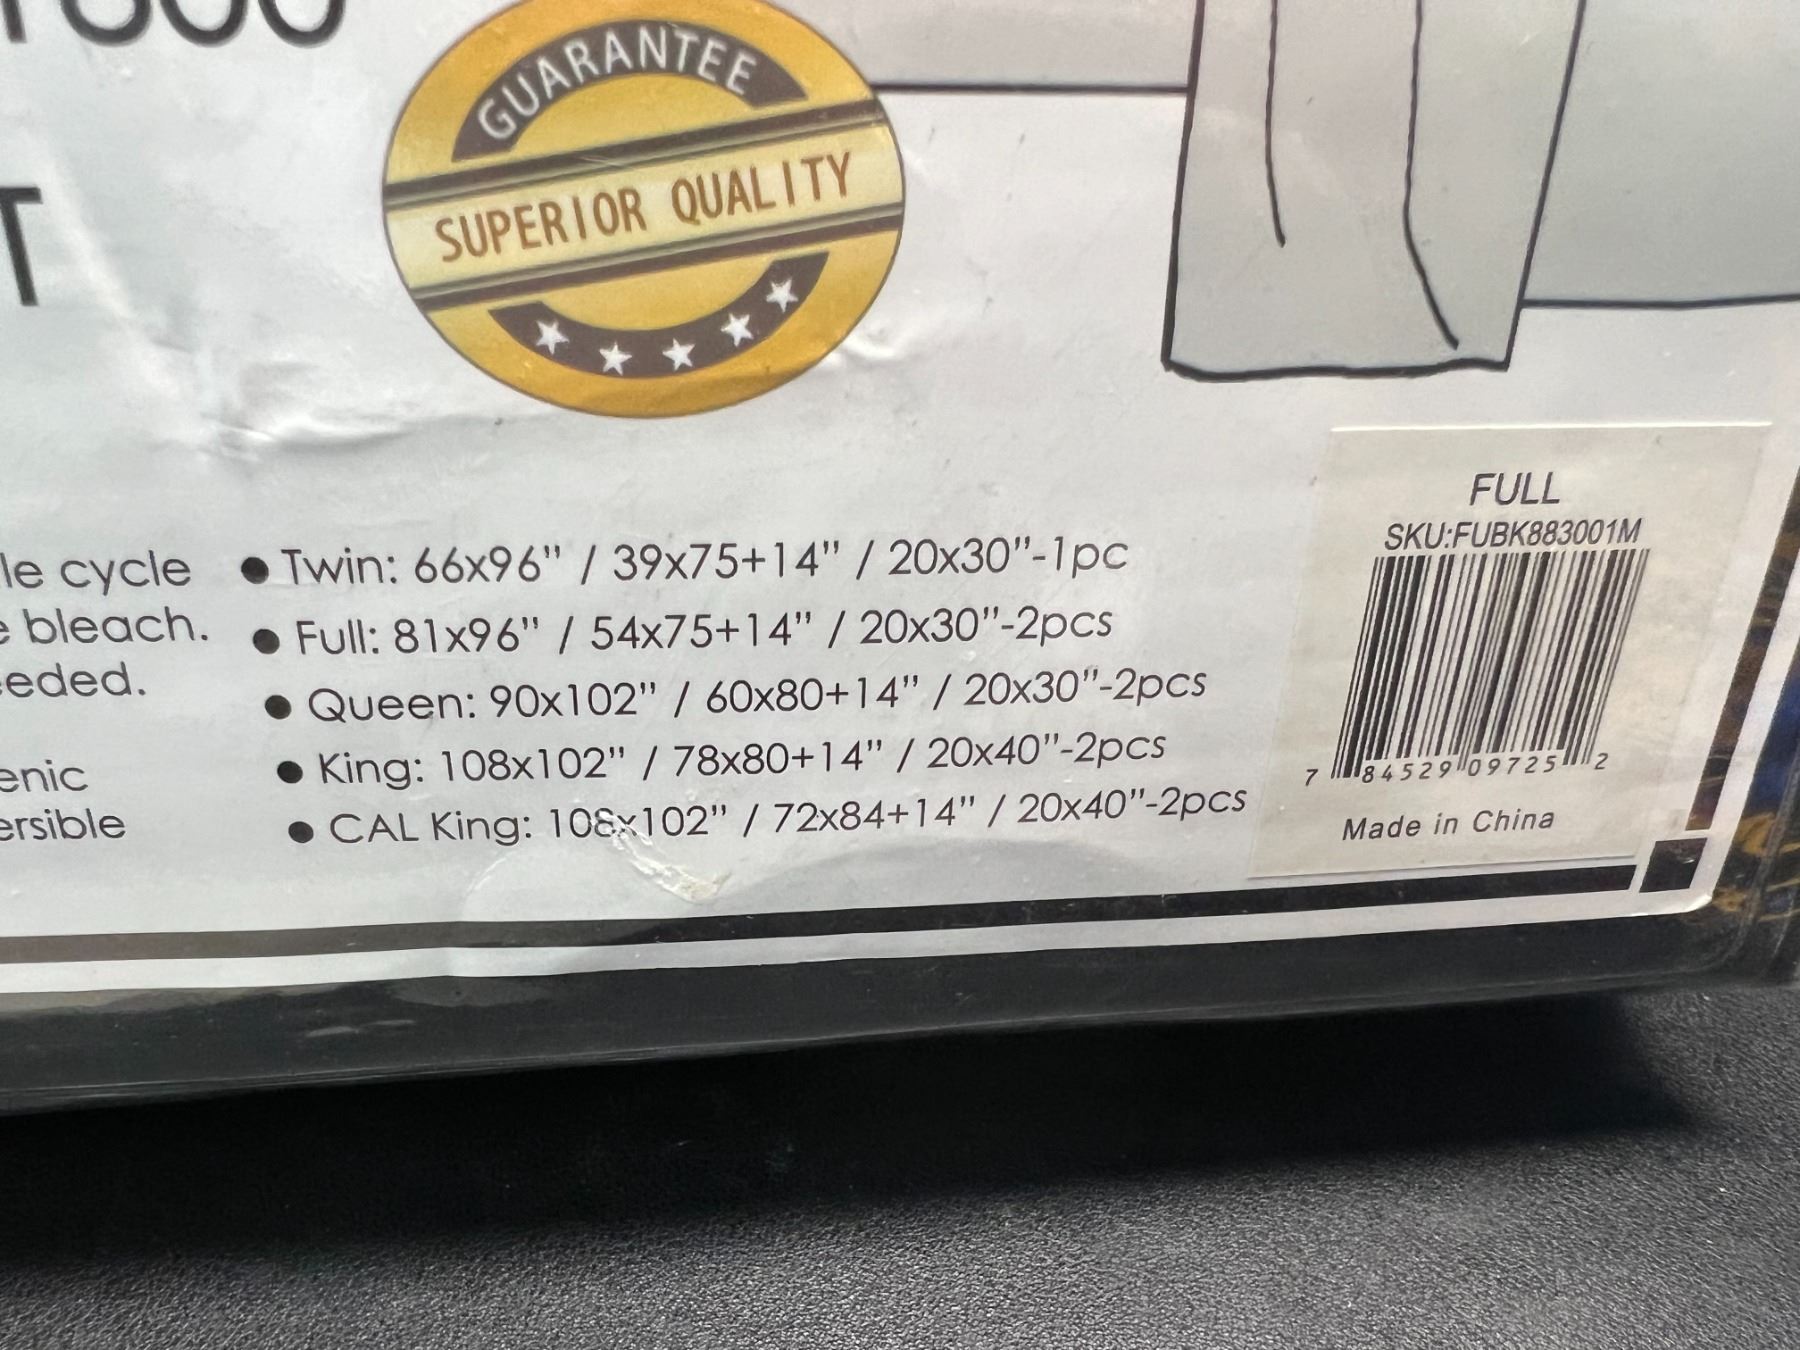 GUARANTEE
SUPERIOR QUALITY
T
le cycle
bleach.
eded.
enic
ersible
● Twin: 66x96" / 39x75+14" / 20x30"-1pc
● Full: 81x96" / 54x75+14" / 20x30"-2pcs
● Queen: 90x102" / 60x80+14" / 20x30"-2pcs
● King: 108x102" / 78x80+14" / 20x40"-2pcs
● CAL King: 108x102" / 72x84+14" / 20x40"-2pcs
FULL
SKU:FUBK883001M
7 84529 09725 2
Made in China